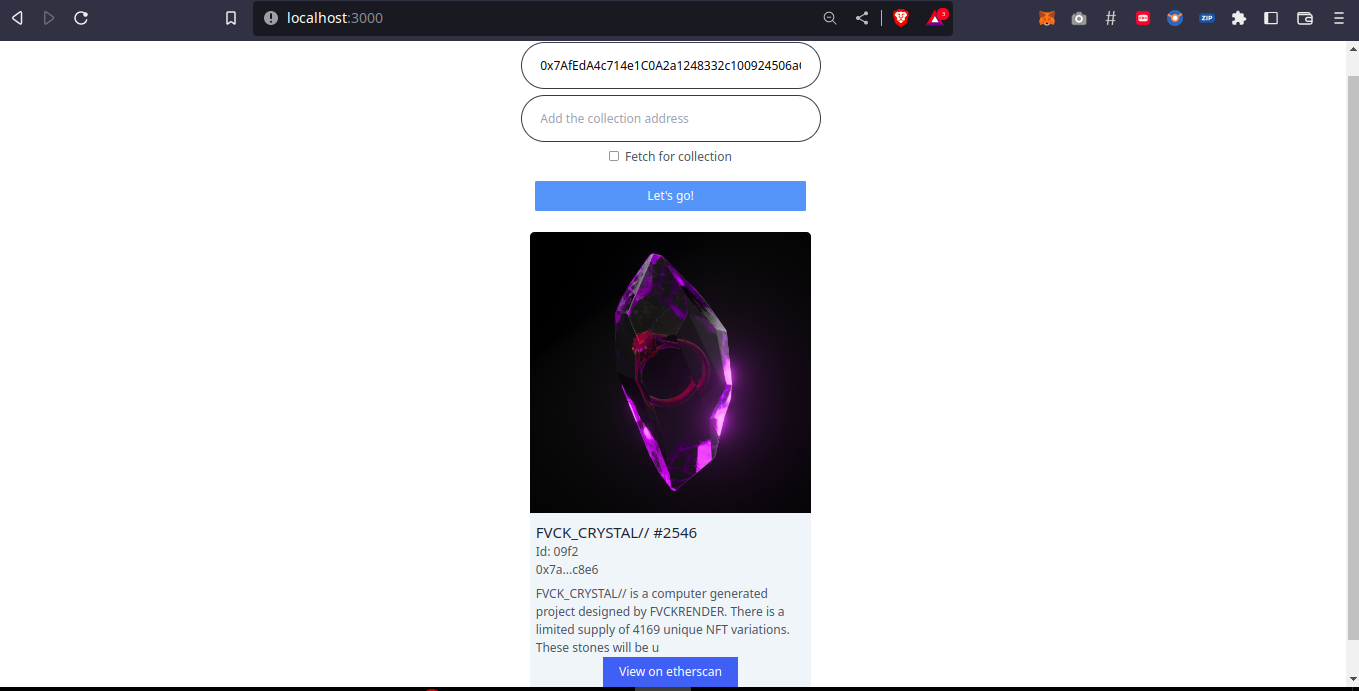 localhost:3000
3
ZIP
0x7AfEdA4c714e1C0A2a1248332c100924506a
Add the collection address
Fetch for collection
Let's go!
FVCK_CRYSTAL// #2546
Id: 09f2
0x7a...c8e6
FVCK_CRYSTAL// is a computer generated
project designed by FVCKRENDER. There is a
limited supply of 4169 unique NFT variations.
These stones will be u
View on etherscan